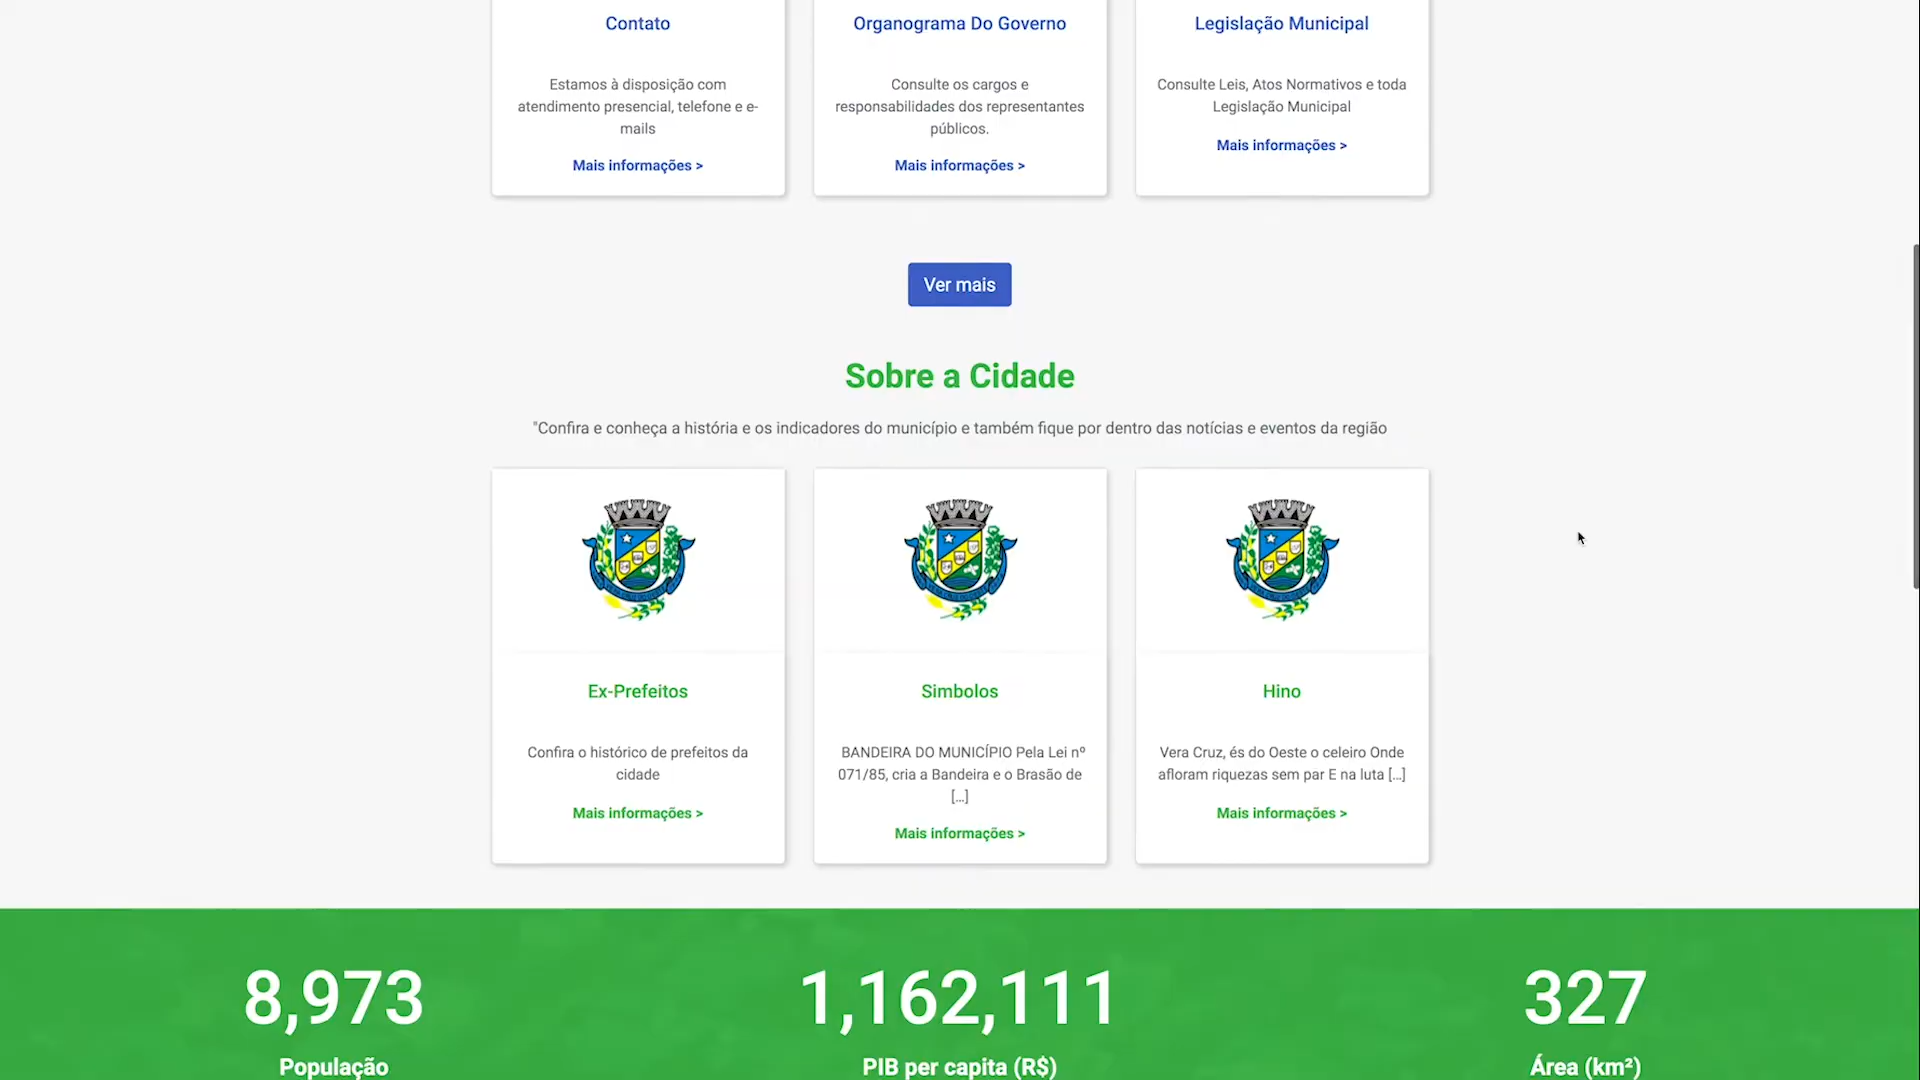 Contato
Organograma Do Governo
Legislação Municipal
Estamos à disposição com
atendimento presencial, telefone e e-
mails
Mais informações >
Consulte os cargos e
responsabilidades dos representantes
públicos.
Mais informações >
Consulte Leis, Atos Normativos e toda
Legislação Municipal
Mais informações >
Ver mais
Sobre a Cidade
"Confira e conheça a história e os indicadores do município e também fique por dentro das notícias e eventos da região
Ex-Prefeitos
Confira o histórico de prefeitos da
cidade
Mais informações >
Simbolos
BANDEIRA DO MUNICÍPIO Pela Lei nº
071/85, cria a Bandeira e o Brasão de
[...]
Mais informações >
Hino
Vera Cruz, és do Oeste o celeiro Onde
afloram riquezas sem par E na luta [...]
Mais informações >
8,973
População
1,162,111
PIB per capita (R$)
327
Área (km²)